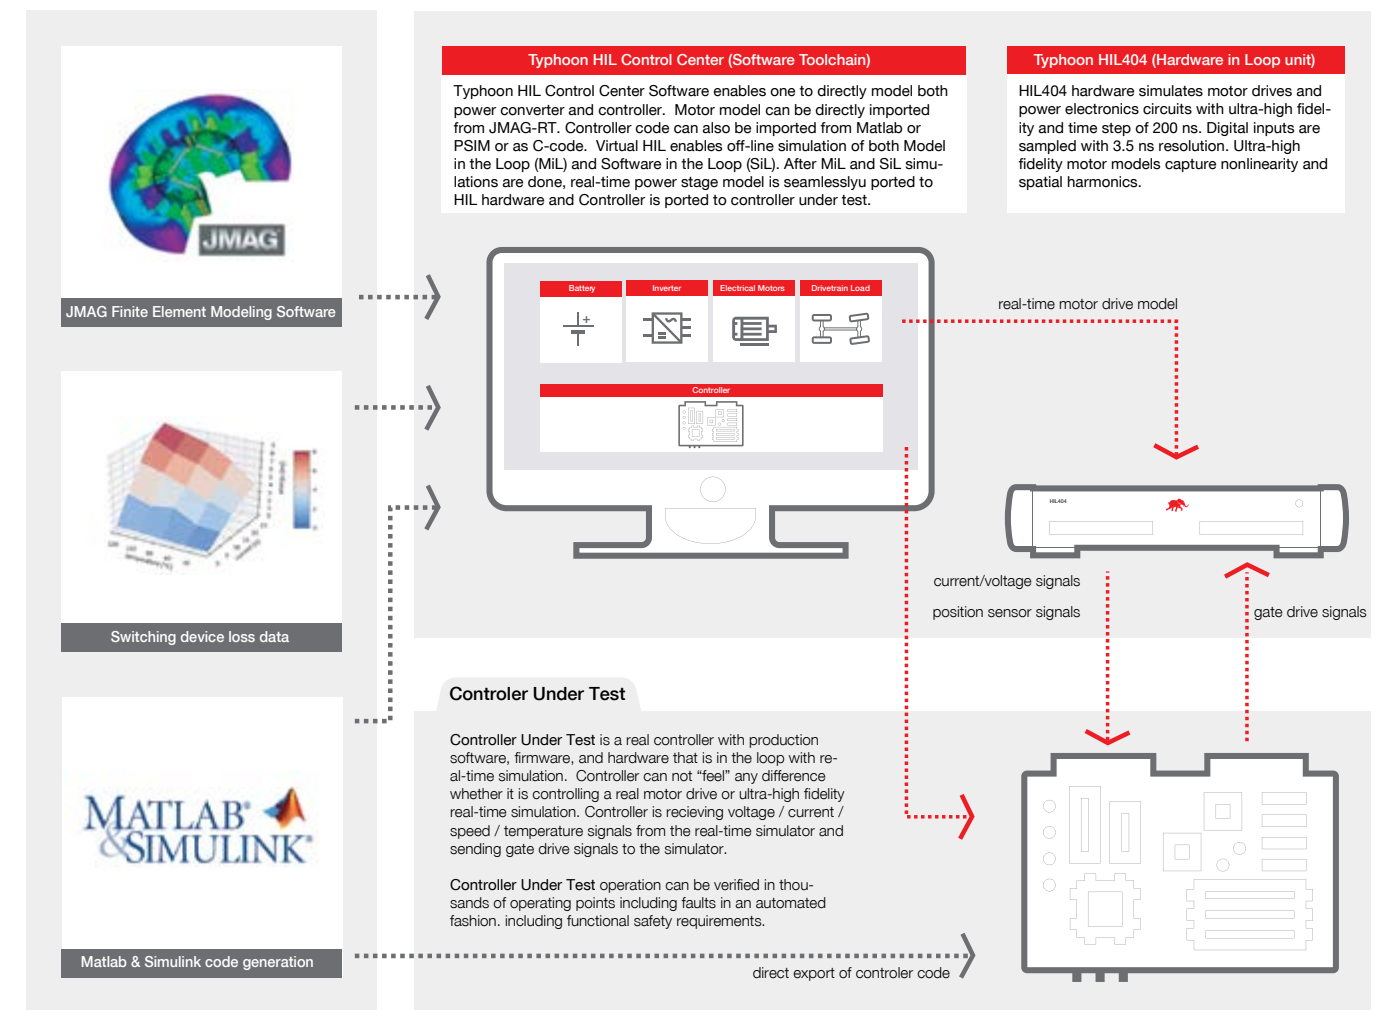 JMAG
JMAG Finite Element Modeling Software
Switching device loss data
MATLAB®
&SIMULINK®
Matlab & Simulink code generation
Typhoon HIL Control Center (Software Toolchain)
Typhoon HIL Control Center Software enables one to directly model both
power converter and controller.  Motor model can be directly imported
from JMAG-RT. Controller code can also be imported from Matlab or
PSIM or as C-code.  Virtual HIL enables off-line simulation of both Model
in the Loop (MiL) and Software in the Loop (SiL). After MiL and SiL simu-
lations are done, real-time power stage model is seamlesslyu ported to
HIL hardware and Controller is ported to controller under test.
Typhoon HIL404 (Hardware in Loop unit)
HIL404 hardware simulates motor drives and
power electronics circuits with ultra-high fidel-
ity and time step of 200 ns. Digital inputs are
sampled with 3.5 ns resolution. Ultra-high
fidelity motor models capture nonlinearity and
spatial harmonics.
Battery
Inverter
Electrical Motors
Drivetrain Load
Controller
real-time motor drive model
HIL404
current/voltage signals
position sensor signals
gate drive signals
Controler Under Test
Controller Under Test is a real controller with production
software, firmware, and hardware that is in the loop with re-
al-time simulation.  Controller can not “feel” any difference
whether it is controlling a real motor drive or ultra-high fidelity
real-time simulation. Controller is recieving voltage / current /
speed / temperature signals from the real-time simulator and
sending gate drive signals to the simulator.
Controller Under Test operation can be verified in thou-
sands of operating points including faults in an automated
fashion. including functional safety requirements.
direct export of controler code